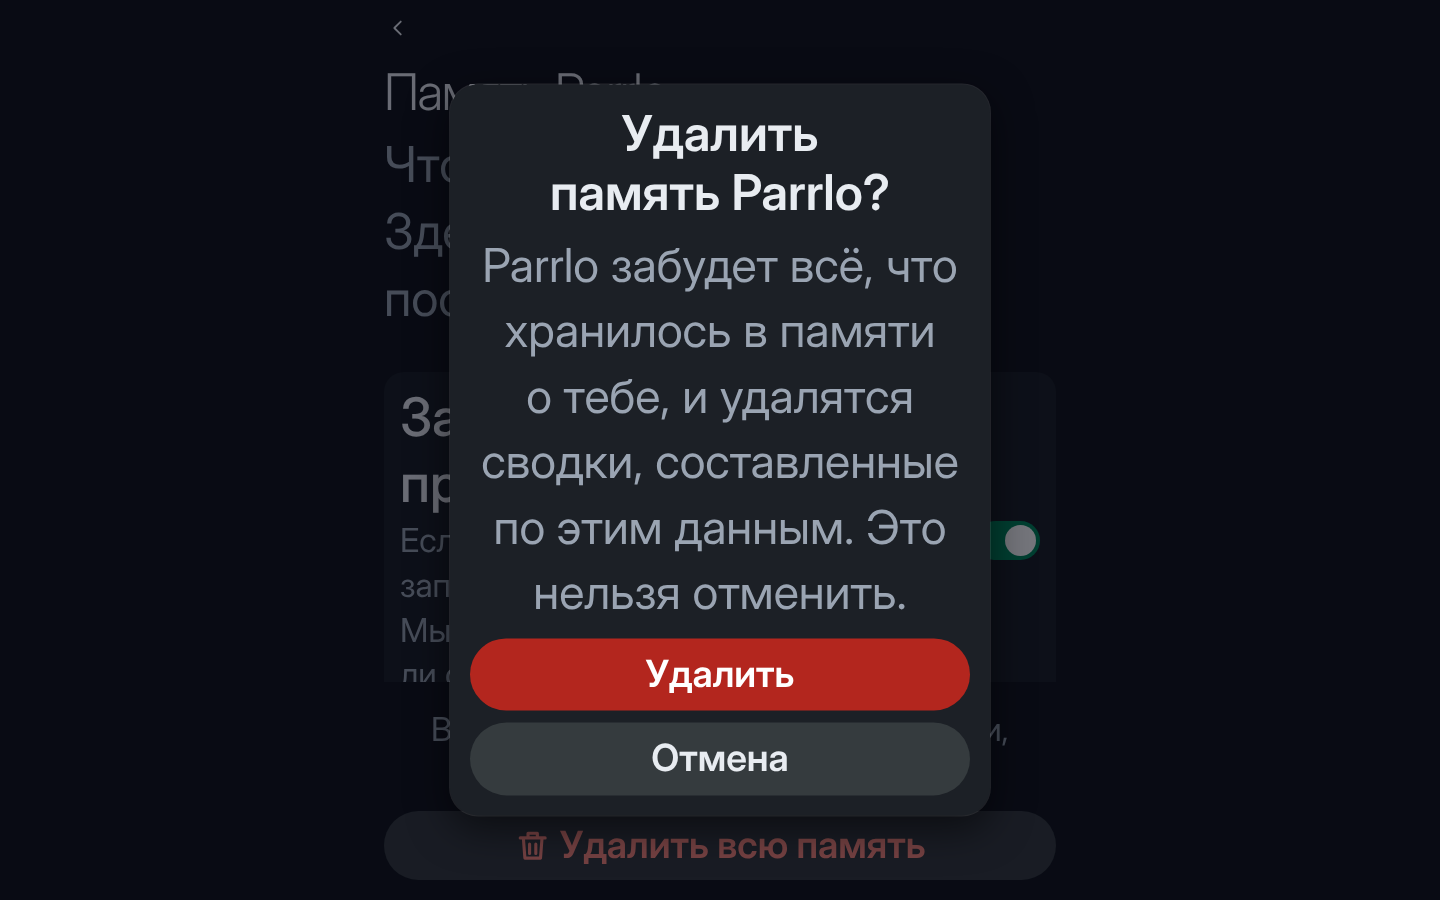 Удалить
память Parrlo?
Parrlo забудет всё, что
хранилось в памяти
о тебе, и удалятся
сводки, составленные
по этим данным. Это
нельзя отменить.
Удалить
Отмена
Удалить всю память